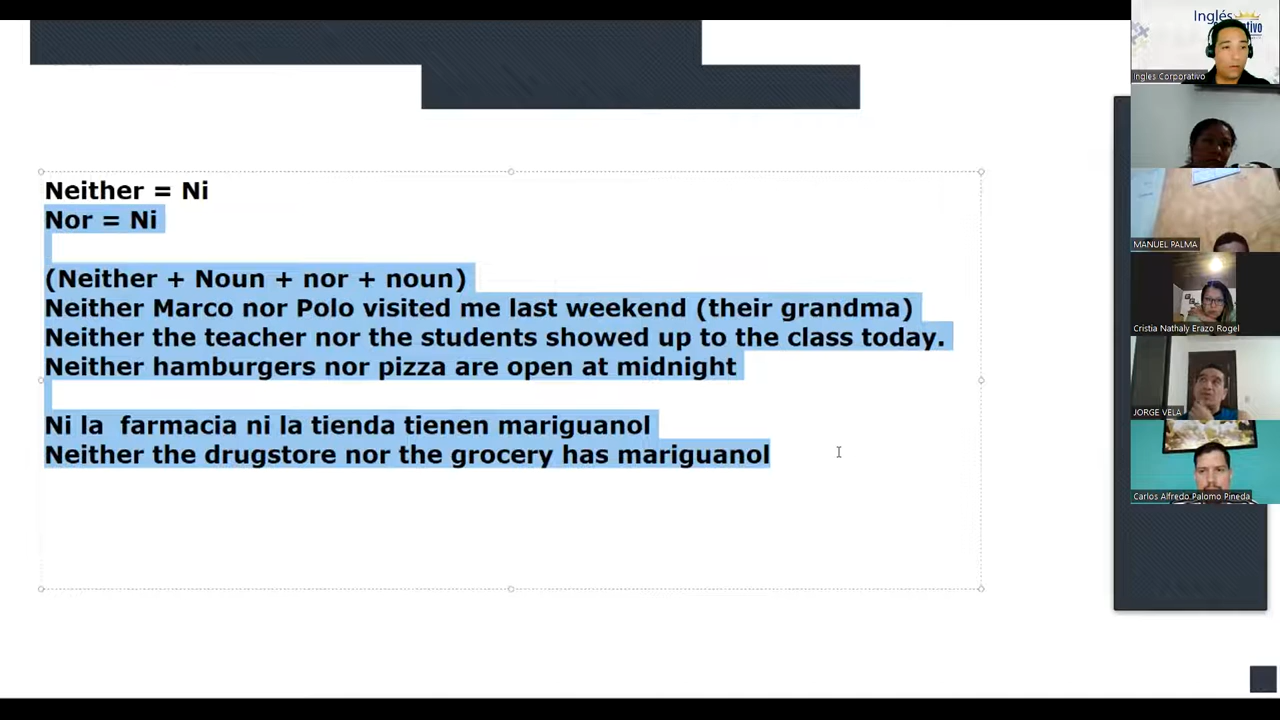 Neither = Ni
Nor = Ni
(Neither + Noun + nor + noun)
Neither Marco nor Polo visited me last weekend (their grandma)
Neither the teacher nor the students showed up to the class today.
Neither hamburgers nor pizza are open at midnight
Ni la  farmacia ni la tienda tienen mariguanol
Neither the drugstore nor the grocery has mariguanol
Inglés
Ingles Corporativo
MANUEL PALMA
Cristia Nathaly Erazo Rogel
JORGE VELA
Carlos Alfredo Palomo Pineda